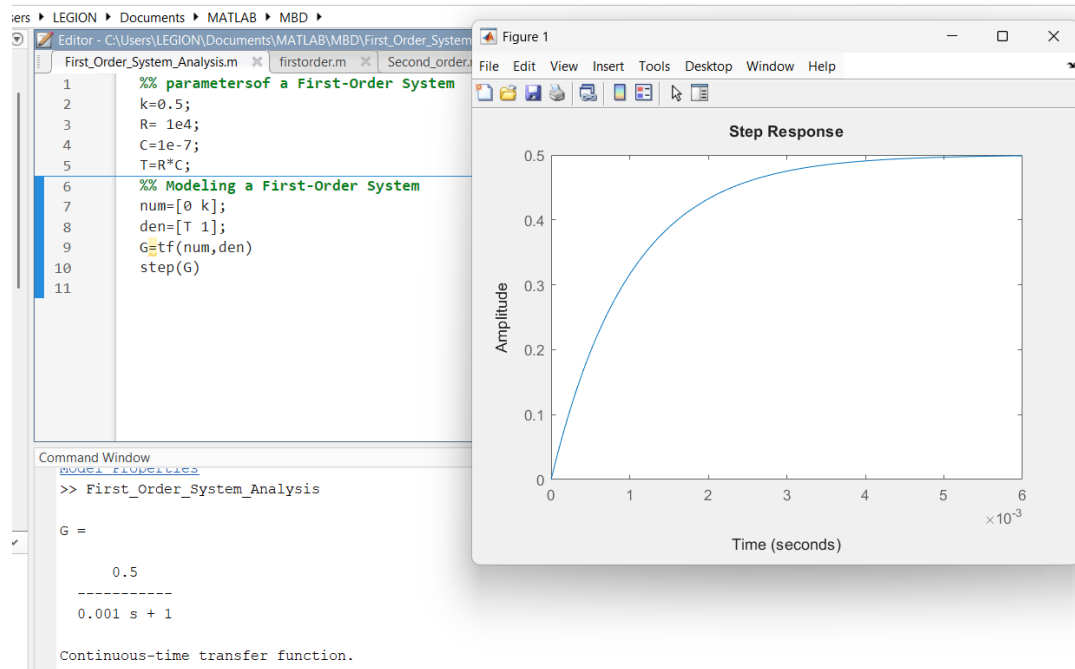 sers ▸ LEGION ▸ Documents ▸ MATLAB ▸ MBD ▸
Editor - C:\Users\LEGION\Documents\MATLAB\MBD\First_Order_System
First_Order_System_Analysis.m × firstorder.m × Second_order.
1 %% parametersof a First-Order System
2 k=0.5;
3 R= 1e4;
4 C=1e-7;
5 T=R*C;
6 %% Modeling a First-Order System
7 num=[0 k];
8 den=[T 1];
9 G=tf(num,den)
10 step(G)
11
Command Window
Model Properties
>> First_Order_System_Analysis
G =
0.5
-----------
0.001 s + 1
Continuous-time transfer function.
Figure 1
File Edit View Insert Tools Desktop Window Help
Step Response
0.5
0.4
0.3
0.2
0.1
0
Amplitude
0 1 2 3 4 5 6
×10-3
Time (seconds)